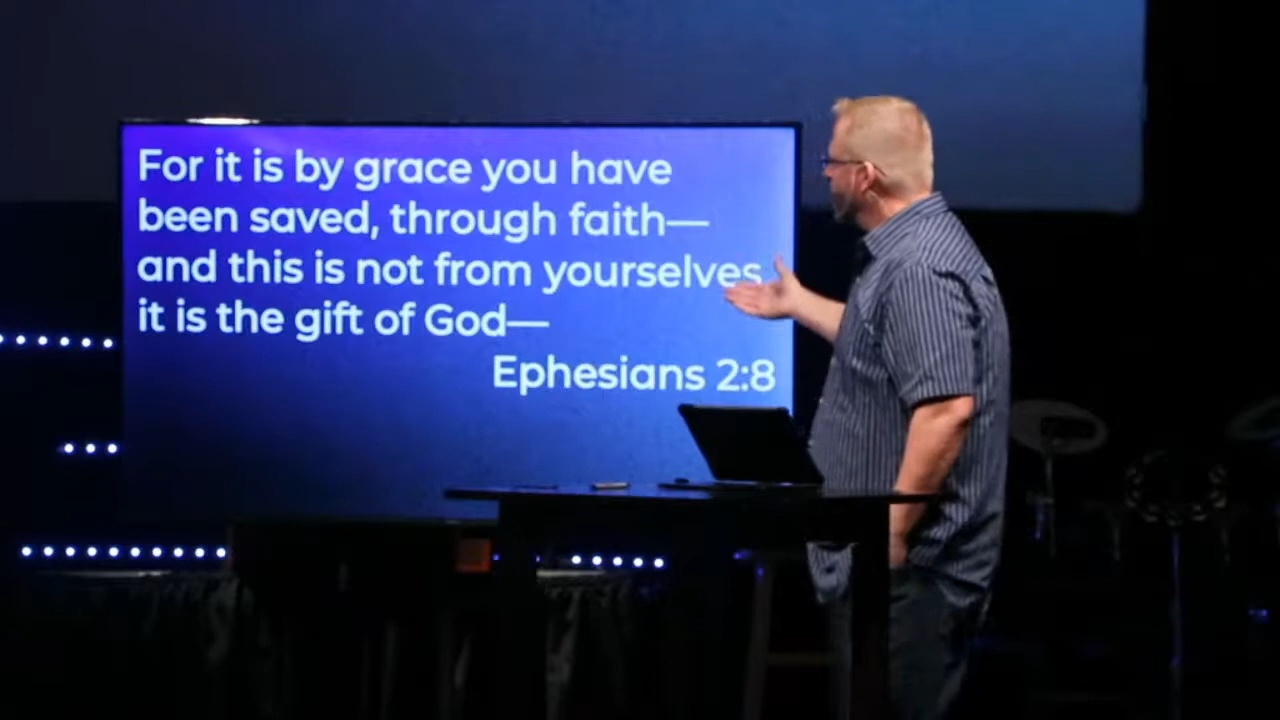 For it is by grace you have
been saved, through faith—
and this is not from yourselves
it is the gift of God—
Ephesians 2:8